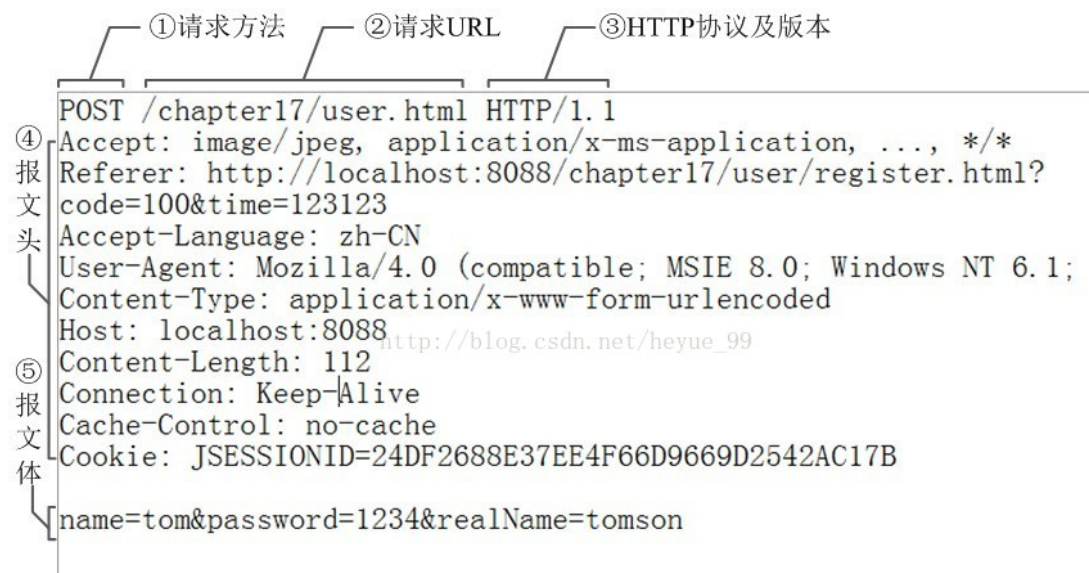 ①请求方法 ②请求URL ③HTTP协议及版本
POST /chapter17/user.html HTTP/1.1
④报文头
Accept: image/jpeg, application/x-ms-application, ..., */*
Referer: http://localhost:8088/chapter17/user/register.html?
code=100&time=123123
Accept-Language: zh-CN
User-Agent: Mozilla/4.0 (compatible; MSIE 8.0; Windows NT 6.1;
Content-Type: application/x-www-form-urlencoded
Host: localhost:8088
http://blog.csdn.net/heyue_99
Content-Length: 112
Connection: Keep-Alive
Cache-Control: no-cache
Cookie: JSESSIONID=24DF2688E37EE4F66D9669D2542AC17B
⑤报文体
name=tom&password=1234&realName=tomson